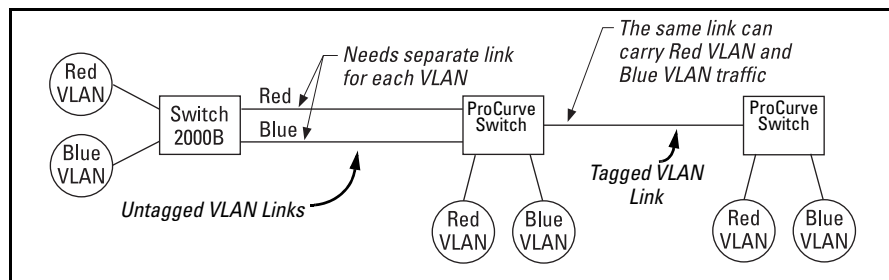 Red
VLAN
Blue
VLAN
Switch
2000B
Red
Blue
Needs separate link
for each VLAN
Untagged VLAN Links
ProCurve
Switch
Red
VLAN
Blue
VLAN
The same link can
carry Red VLAN and
Blue VLAN traffic
Tagged VLAN
Link
ProCurve
Switch
Red
VLAN
Blue
VLAN